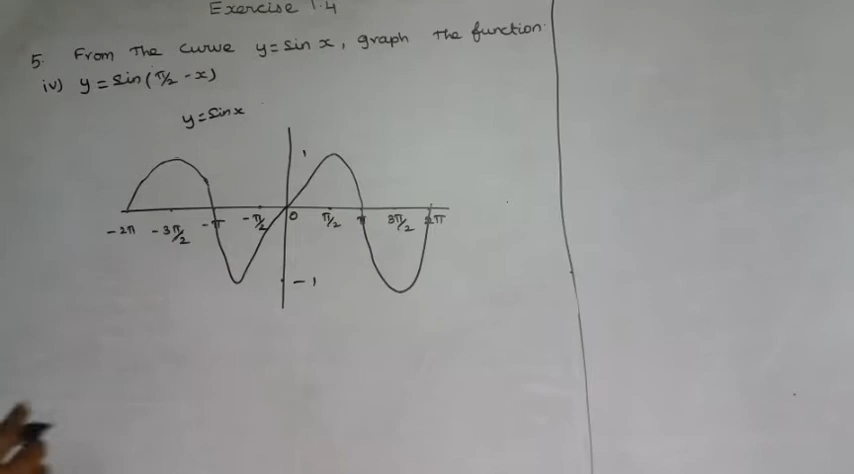 Exercise 1.4
5. From The curve y = sin x, graph The function.
iv) y = sin(π/2 - x)
y = sin x
1
-2π -3π/2 -π -π/2 0 π/2 π 3π/2 2π
-1